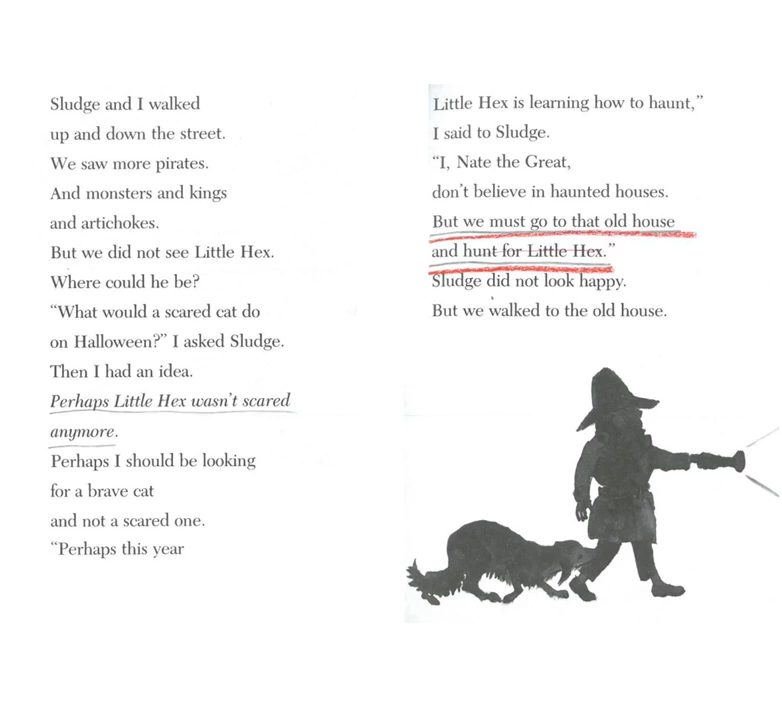 Sludge and I walked
up and down the street.
We saw more pirates.
And monsters and kings
and artichokes.
But we did not see Little Hex.
Where could he be?
“What would a scared cat do
on Halloween?” I asked Sludge.
Then I had an idea.
Perhaps Little Hex wasn’t scared
anymore.
Perhaps I should be looking
for a brave cat
and not a scared one.
“Perhaps this year
Little Hex is learning how to haunt,”
I said to Sludge.
“I, Nate the Great,
don’t believe in haunted houses.
But we must go to that old house
and hunt for Little Hex.”
Sludge did not look happy.
But we walked to the old house.